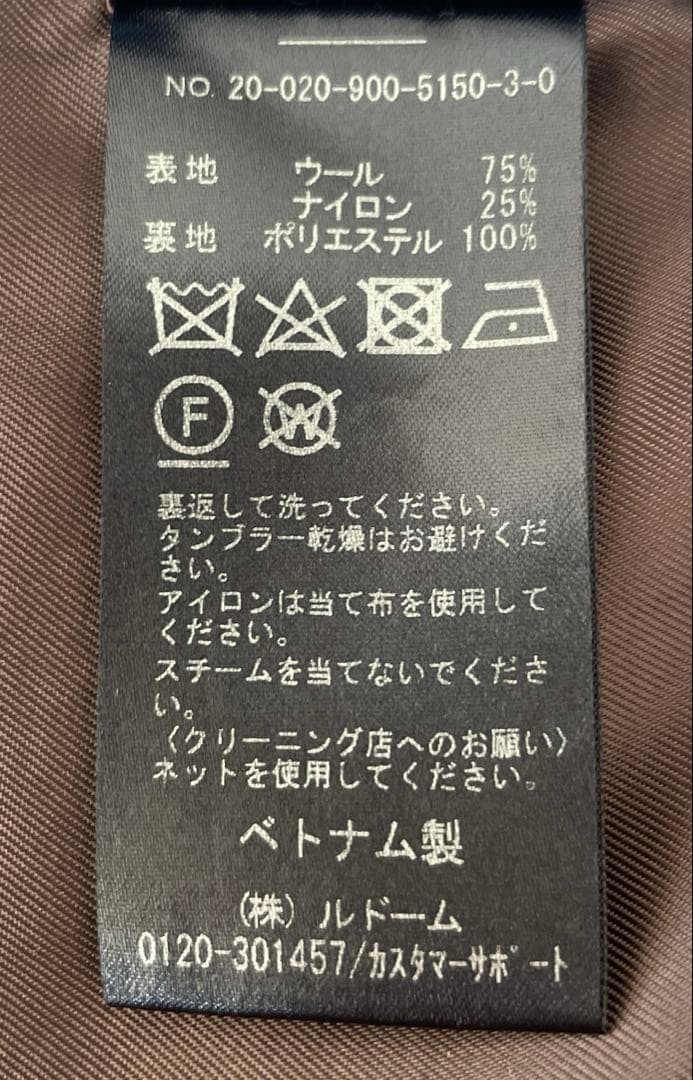 NO. 20-020-900-5150-3-0
表地 ウール 75%
ナイロン 25%
裏地 ポリエステル 100%
F
W
裏返して洗ってください。
タンブラー乾燥はお避けくだ
さい。
アイロンは当て布を使用して
ください。
スチームを当てないでくださ
い。
〈クリーニング店へのお願い〉
ネットを使用してください。
ベトナム製
(株) ルドーム
0120-301457/カスタマーサポート